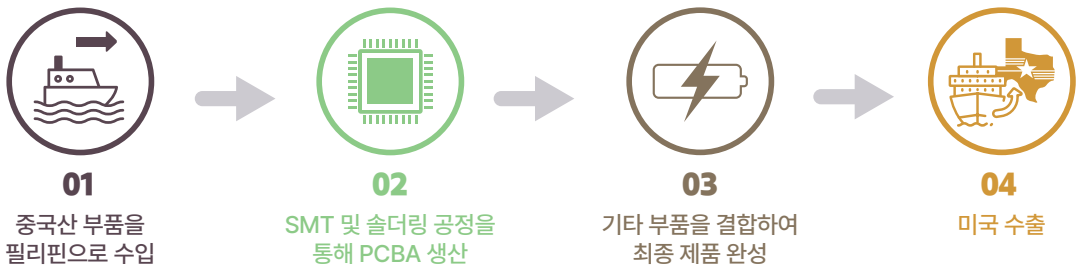 01
중국산 부품을
필리핀으로 수입
02
SMT 및 솔더링 공정을
통해 PCBA 생산
03
기타 부품을 결합하여
최종 제품 완성
04
미국 수출